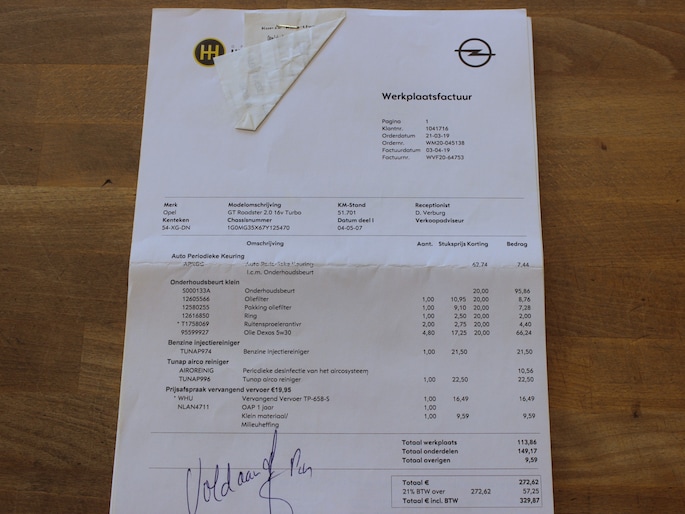 Werkplaatsfactuur
Pagina 1
Klantnr. 1041716
Orderdatum 21-03-19
Ordernr. WM20-045138
Factuurdatum 03-04-19
Factuurnr. WVF20-64753
Merk Modelomschrijving KM-Stand Receptionist
Opel GT Roadster 2.0 16v Turbo 51.701 D. Verburg
Kenteken Chassisnummer Datum deel I Verkoopadviseur
54-XG-DN 1G0MG35X67Y125470 04-05-07
Omschrijving Aant. Stuksprijs Korting Bedrag
Auto Periodieke Keuring
Auto Periodieke Keuring 62,74 7,44
I.c.m. Onderhoudsbeurt
Onderhoudsbeurt klein
S000133A Onderhoudsbeurt 20,00 95,86
12605566 Oliefilter 1,00 10,95 20,00 8,76
12580255 Pakking oliefilter 1,00 9,10 20,00 7,28
12616850 Ring 1,00 2,50 20,00 2,00
* T1758069 Ruitensproeierantivr 2,00 2,75 20,00 4,40
95599927 Olie Dexos 5w30 4,80 17,25 20,00 66,24
Benzine injectiereiniger
TUNAP974 Benzine injectiereiniger 1,00 21,50 21,50
Tunap airco reiniger
AIROREINIG Periodieke desinfectie van het aircosysteem 10,56
TUNAP996 Tunap airco reiniger 1,00 22,50 22,50
Prijsafspraak vervangend vervoer €19,95
* WHU Vervangend Vervoer TP-658-S 1,00 16,49 16,49
NLAN4711 OAP 1 jaar 1,00
Klein materiaal/ 1,00 9,59 9,59
Milieuheffing
Totaal werkplaats 113,86
Totaal onderdelen 149,17
Totaal overigen 9,59
Voldaan Pin
Totaal € 272,62
21% BTW over 272,62 57,25
Totaal € incl. BTW 329,87